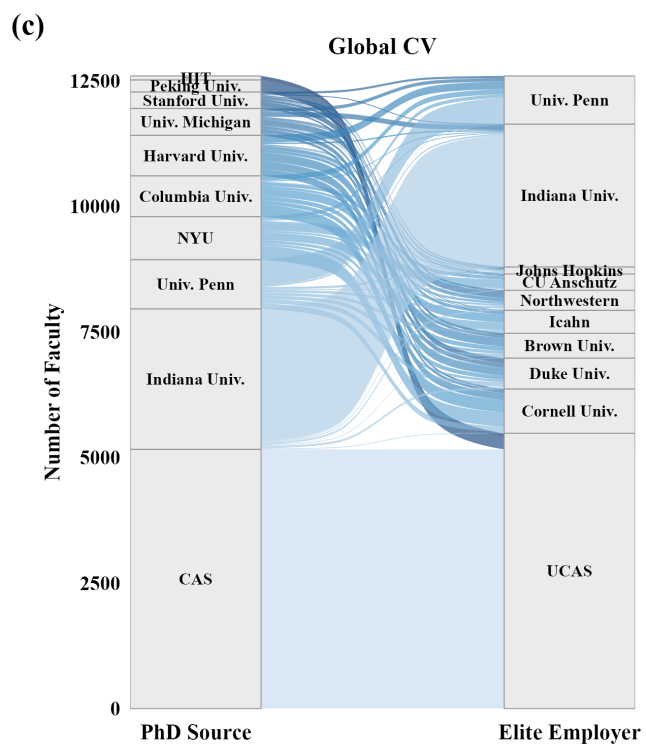 (c)
Global CV
12500
10000
7500
5000
2500
0
Number of Faculty
HIT
Peking Univ.
Stanford Univ.
Univ. Michigan
Harvard Univ.
Columbia Univ.
NYU
Univ. Penn
Indiana Univ.
CAS
Univ. Penn
Indiana Univ.
Johns Hopkins
CU Anschutz
Northwestern
Icahn
Brown Univ.
Duke Univ.
Cornell Univ.
UCAS
PhD Source
Elite Employer